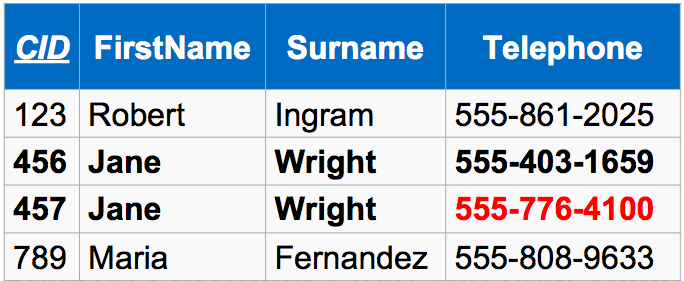 CID FirstName Surname Telephone
123 Robert Ingram 555-861-2025
456 Jane Wright 555-403-1659
457 Jane Wright 555-776-4100
789 Maria Fernandez 555-808-9633